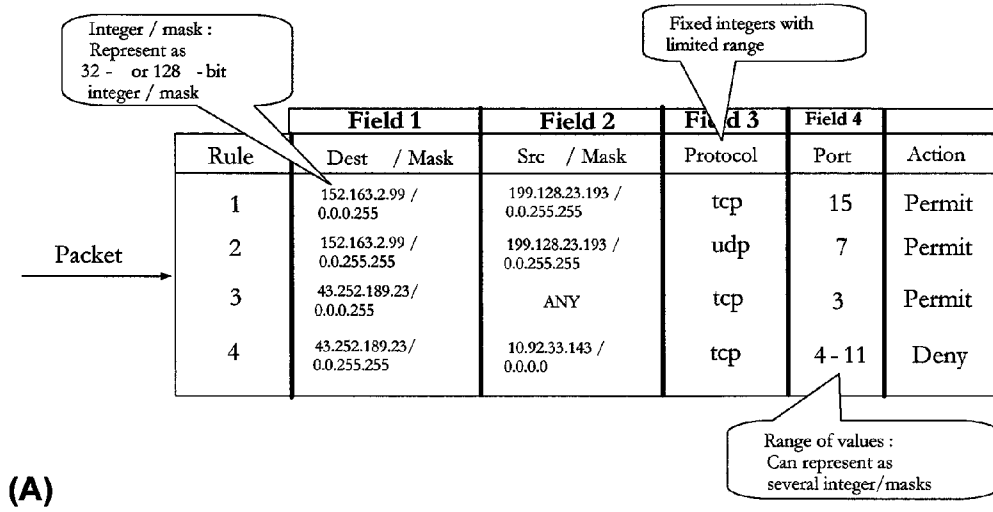 Integer / mask :
Represent as
32 - or 128 - bit
integer / mask
Fixed integers with
limited range
Field 1 Field 2 Field 3 Field 4
Rule Dest / Mask Src / Mask Protocol Port Action
1 152.163.2.99 / 199.128.23.193 / tcp 15 Permit
0.0.0.255 0.0.255.255
Packet
2 152.163.2.99 / 199.128.23.193 / udp 7 Permit
0.0.255.255 0.0.255.255
3 43.252.189.23/ ANY tcp 3 Permit
0.0.0.255
4 43.252.189.23/ 10.92.33.143 / tcp 4 - 11 Deny
0.0.255.255 0.0.0.0
Range of values :
Can represent as
several integer/masks
(A)